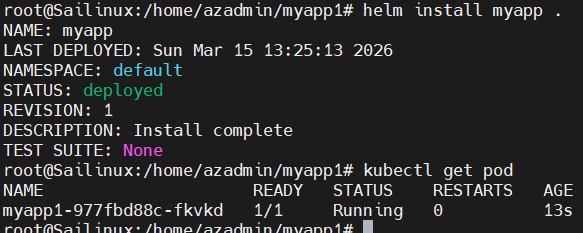 root@Sailinux:/home/azadmin/myapp1# helm install myapp .
NAME: myapp
LAST DEPLOYED: Sun Mar 15 13:25:13 2026
NAMESPACE: default
STATUS: deployed
REVISION: 1
DESCRIPTION: Install complete
TEST SUITE: None
root@Sailinux:/home/azadmin/myapp1# kubectl get pod
NAME                     READY   STATUS    RESTARTS   AGE
myapp1-977fbd88c-fkvkd   1/1     Running   0          13s
root@Sailinux:/home/azadmin/myapp1#